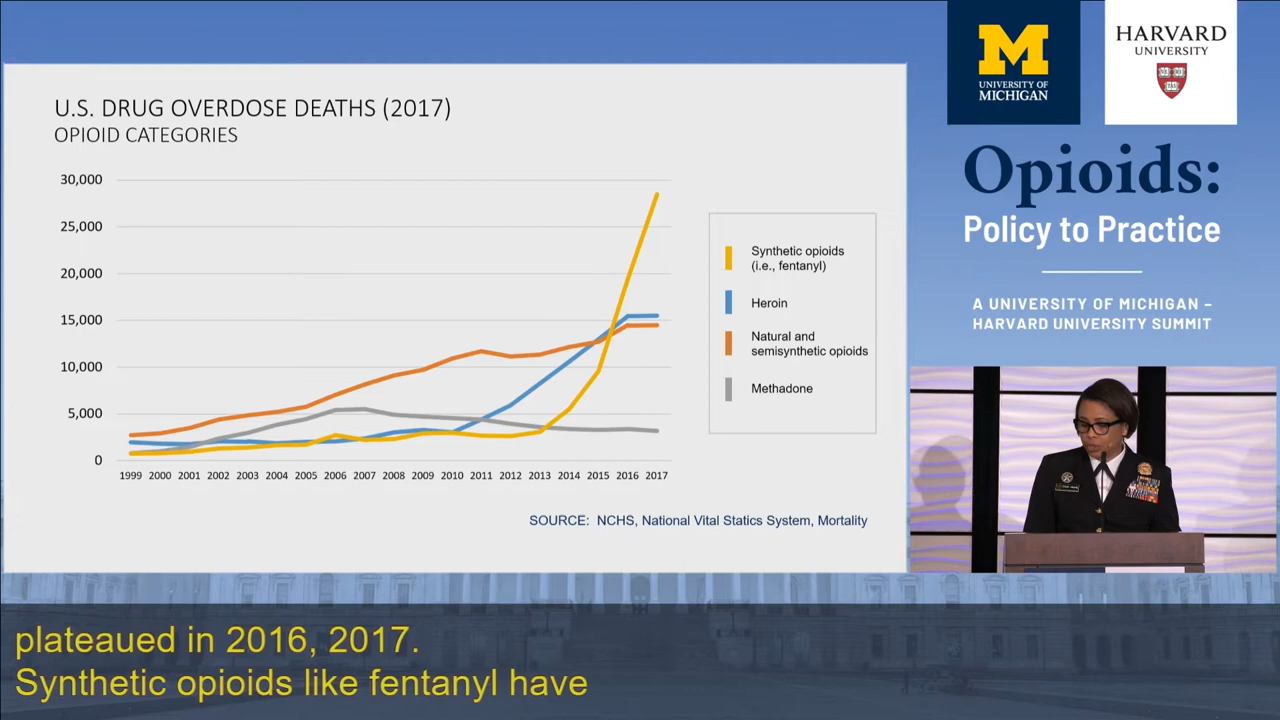 U.S. DRUG OVERDOSE DEATHS (2017)
OPIOID CATEGORIES
30,000
25,000
20,000
15,000
10,000
5,000
0
1999 2000 2001 2002 2003 2004 2005 2006 2007 2008 2009 2010 2011 2012 2013 2014 2015 2016 2017
Synthetic opioids
(i.e., fentanyl)
Heroin
Natural and
semisynthetic opioids
Methadone
SOURCE: NCHS, National Vital Statics System, Mortality
M
UNIVERSITY OF
MICHIGAN
HARVARD
UNIVERSITY
Opioids:
Policy to Practice
A UNIVERSITY OF MICHIGAN –
HARVARD UNIVERSITY SUMMIT
plateaued in 2016, 2017.
Synthetic opioids like fentanyl have